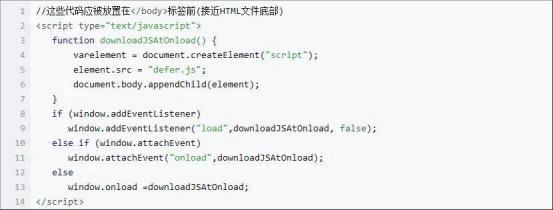 1 //这些代码应被放置在</body>标签前(接近HTML文件底部)
2 <script type="text/javascript">
3 function downloadJSAtOnload() {
4 varelement = document.createElement("script");
5 element.src = "defer.js";
6 document.body.appendChild(element);
7 }
8 if (window.addEventListener)
9 window.addEventListener("load",downloadJSAtOnload, false);
10 else if (window.attachEvent)
11 window.attachEvent("onload",downloadJSAtOnload);
12 else
13 window.onload =downloadJSAtOnload;
14 </script>